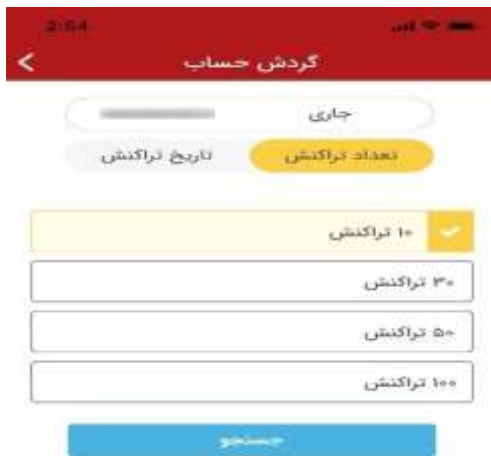 2:54
گردش حساب
جاری
تعداد تراکنش تاریخ تراکنش
۱۰ تراکنش
۳۰ تراکنش
۵۰ تراکنش
۱۰۰ تراکنش
جستجو